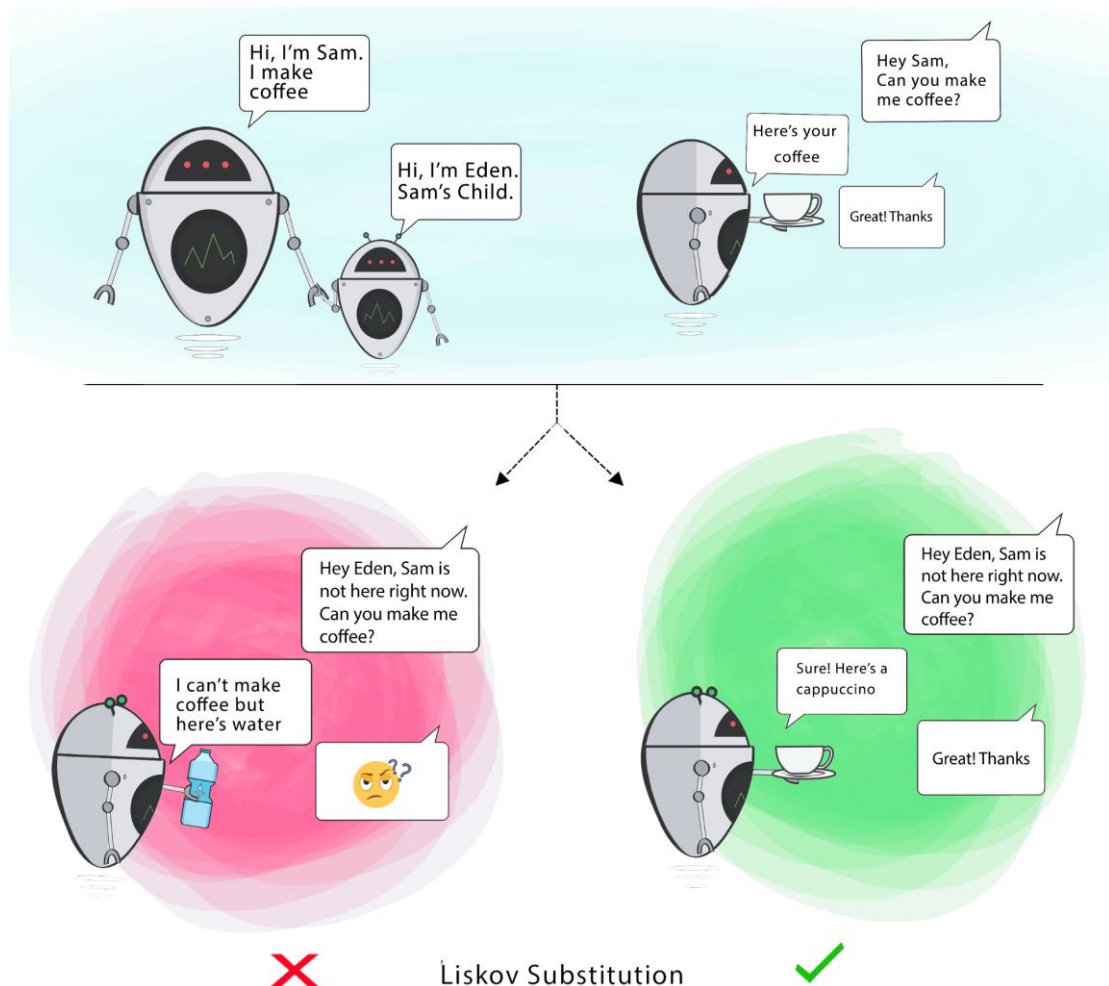 Hi, I'm Sam.
I make
coffee
Hi, I'm Eden.
Sam's Child.
Hey Sam,
Can you make
me coffee?
Here's your
coffee
Great! Thanks
Hey Eden, Sam is
not here right now.
Can you make me
coffee?
I can't make
coffee but
here's water
??
Hey Eden, Sam is
not here right now.
Can you make me
coffee?
Sure! Here's a
cappuccino
Great! Thanks
Liskov Substitution